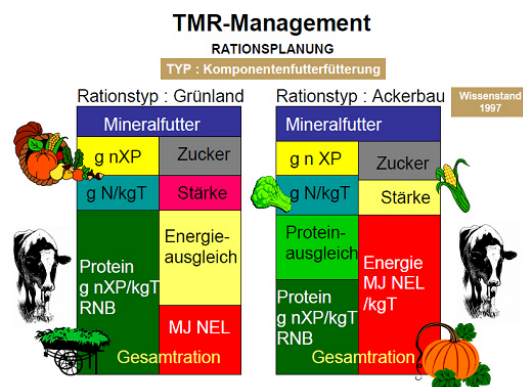 TMR-Management
RATIONSPLANUNG
TYP : Komponentenfutterfütterung
Rationstyp : Grünland
Rationstyp : Ackerbau
Wissenstand
1997
Mineralfutter
g nXP
Zucker
g N/kgT
Stärke
Energie-
ausgleich
Protein
g nXP/kgT
RNB
MJ NEL
Gesamtration
Mineralfutter
g n XP
Zucker
g N/kgT
Stärke
Protein-
ausgleich
Energie
MJ NEL
/kgT
Protein
g nXP/kgT
RNB
Gesamtration